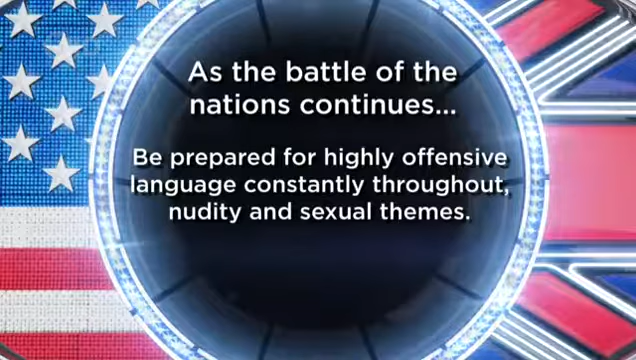 As the battle of the
nations continues...
Be prepared for highly offensive
language constantly throughout,
nudity and sexual themes.